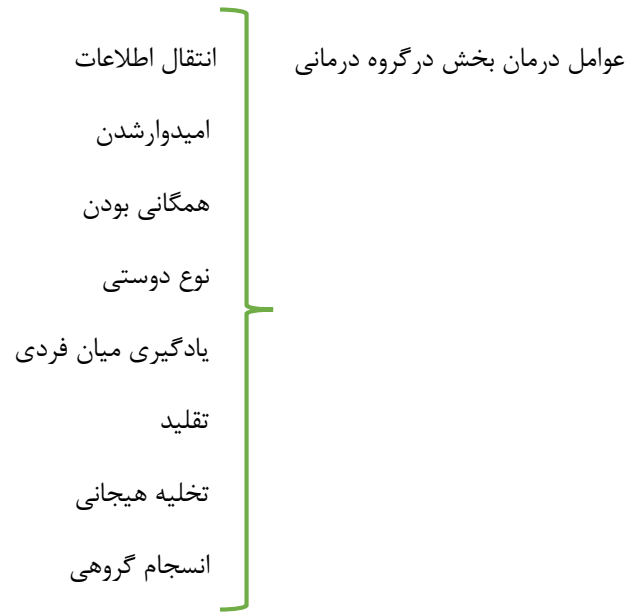 عوامل درمان بخش درگروه درمانی
انتقال اطلاعات
امیدوارشدن
همگانی بودن
نوع دوستی
یادگیری میان فردی
تقلید
تخلیه هیجانی
انسجام گروهی